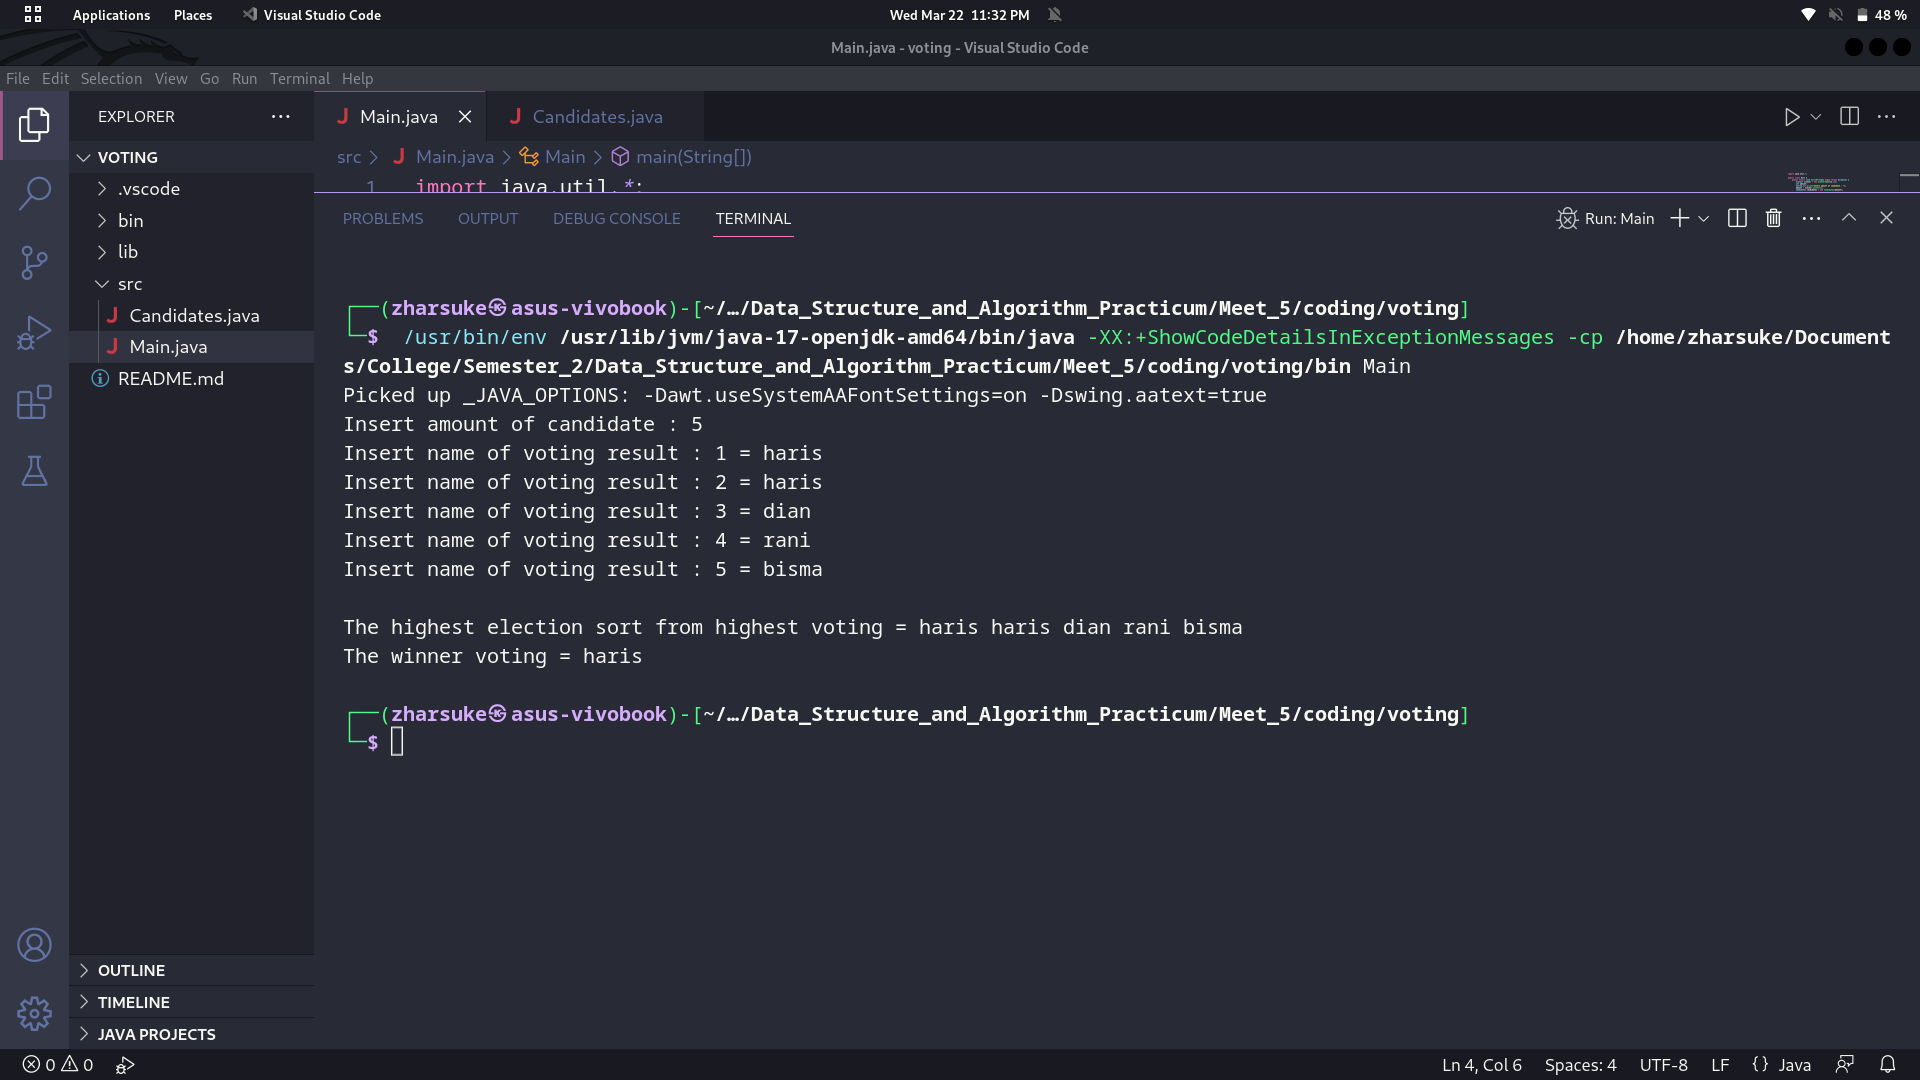 Applications Places Visual Studio Code Wed Mar 22 11:32 PM 48 %
Main.java - voting - Visual Studio Code
File Edit Selection View Go Run Terminal Help
EXPLORER
VOTING
.vscode
bin
lib
src
Candidates.java
Main.java
README.md
OUTLINE
TIMELINE
JAVA PROJECTS
Main.java Candidates.java
src Main.java Main main(String[])
1 import java.util.*;
PROBLEMS OUTPUT DEBUG CONSOLE TERMINAL Run: Main
┌──(zharsuke㉿asus-vivobook)-[~/…/Data_Structure_and_Algorithm_Practicum/Meet_5/coding/voting]
└─$ /usr/bin/env /usr/lib/jvm/java-17-openjdk-amd64/bin/java -XX:+ShowCodeDetailsInExceptionMessages -cp /home/zharsuke/Document
s/College/Semester_2/Data_Structure_and_Algorithm_Practicum/Meet_5/coding/voting/bin Main
Picked up _JAVA_OPTIONS: -Dawt.useSystemAAFontSettings=on -Dswing.aatext=true
Insert amount of candidate : 5
Insert name of voting result : 1 = haris
Insert name of voting result : 2 = haris
Insert name of voting result : 3 = dian
Insert name of voting result : 4 = rani
Insert name of voting result : 5 = bisma
The highest election sort from highest voting = haris haris dian rani bisma
The winner voting = haris
┌──(zharsuke㉿asus-vivobook)-[~/…/Data_Structure_and_Algorithm_Practicum/Meet_5/coding/voting]
└─$
0 0 Ln 4, Col 6 Spaces: 4 UTF-8 LF {} Java